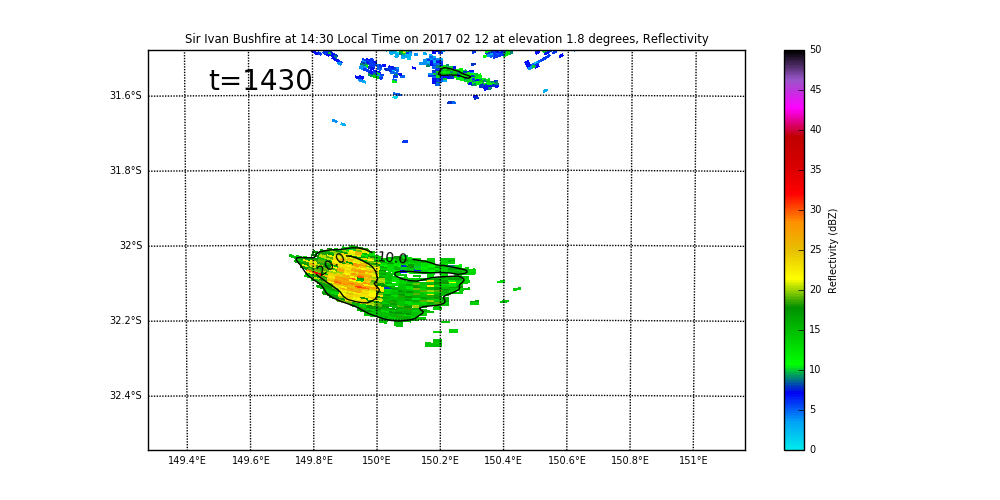 Sir Ivan Bushfire at 14:30 Local Time on 2017 02 12 at elevation 1.8 degrees, Reflectivity
t=1430
31.6°S
31.8°S
32°S
32.2°S
32.4°S
20.0
10.0
149.4°E 149.6°E 149.8°E 150°E 150.2°E 150.4°E 150.6°E 150.8°E 151°E
50
45
40
35
30
25
20
15
10
5
0
Reflectivity (dBZ)